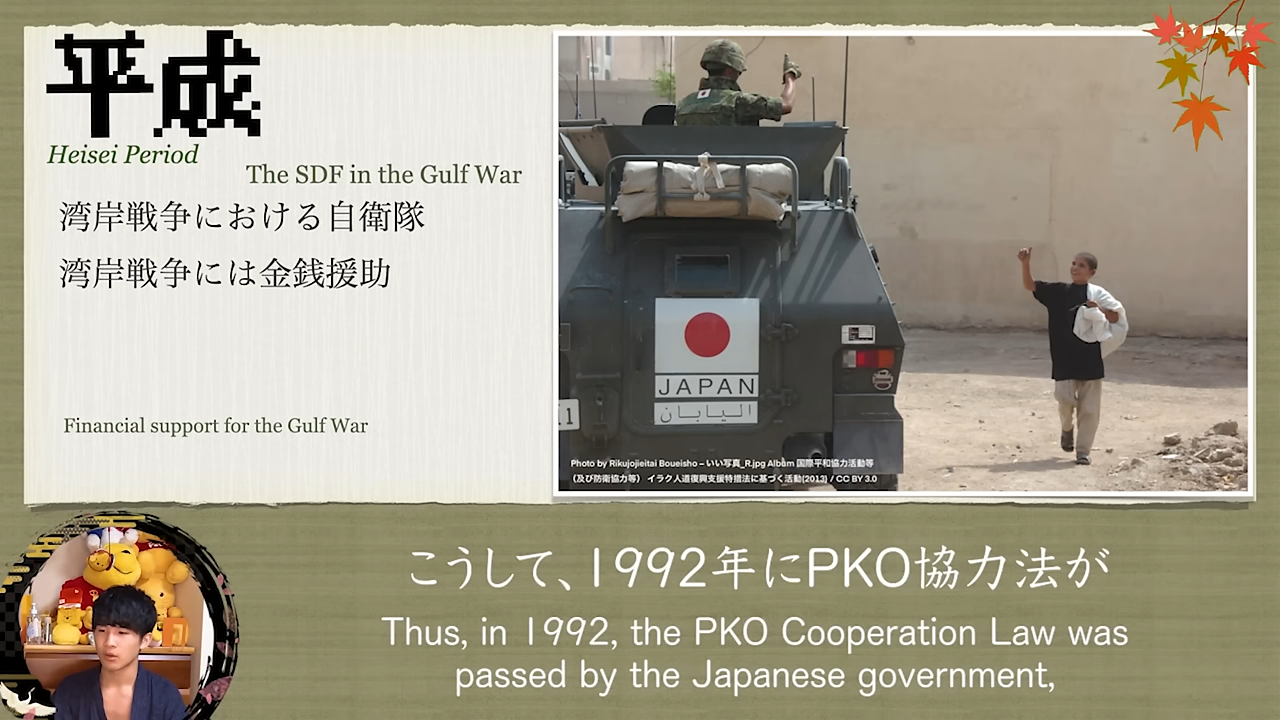 平成
Heisei Period
The SDF in the Gulf War
湾岸戦争における自衛隊
湾岸戦争には金銭援助
Financial support for the Gulf War
JAPAN
اليابان
Photo by Rikujojieitai Boueisho – いい写真_R.jpg Album 国際平和協力活動等
（及び防衛協力等） イラク人道復興支援特措法に基づく活動(2013) / CC BY 3.0
こうして、1992年にPKO協力法が
Thus, in 1992, the PKO Cooperation Law was
passed by the Japanese government,